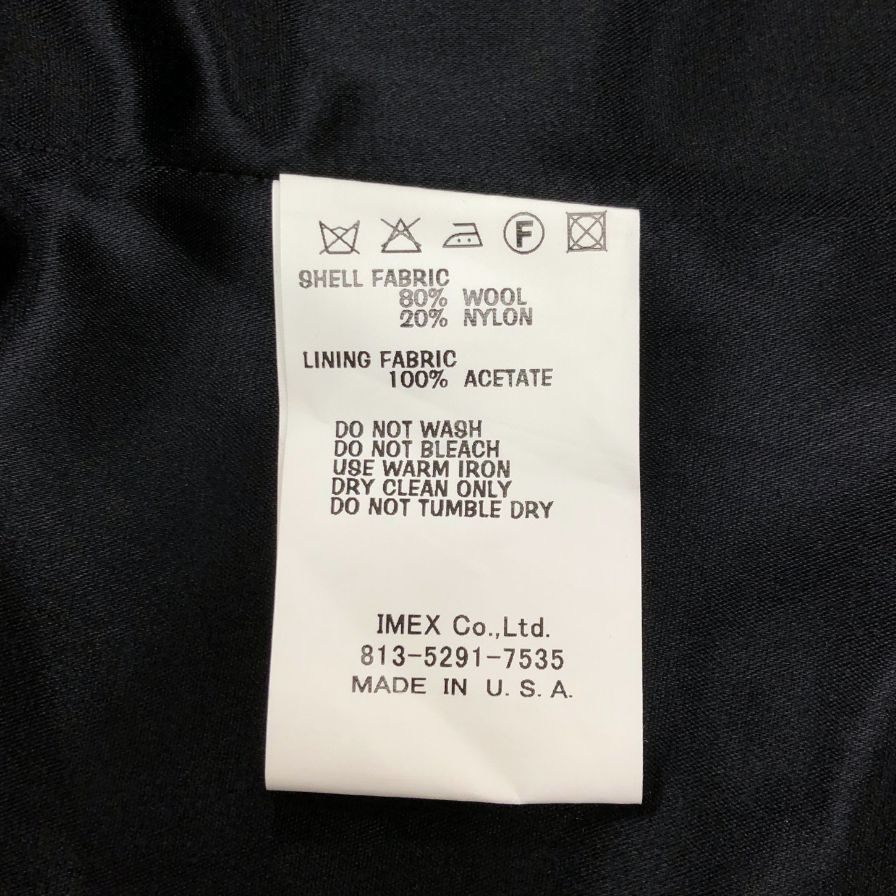 F
SHELL FABRIC
80% WOOL
20% NYLON
LINING FABRIC
100% ACETATE
DO NOT WASH
DO NOT BLEACH
USE WARM IRON
DRY CLEAN ONLY
DO NOT TUMBLE DRY
IMEX Co.,Ltd.
813-5291-7535
MADE IN U.S.A.